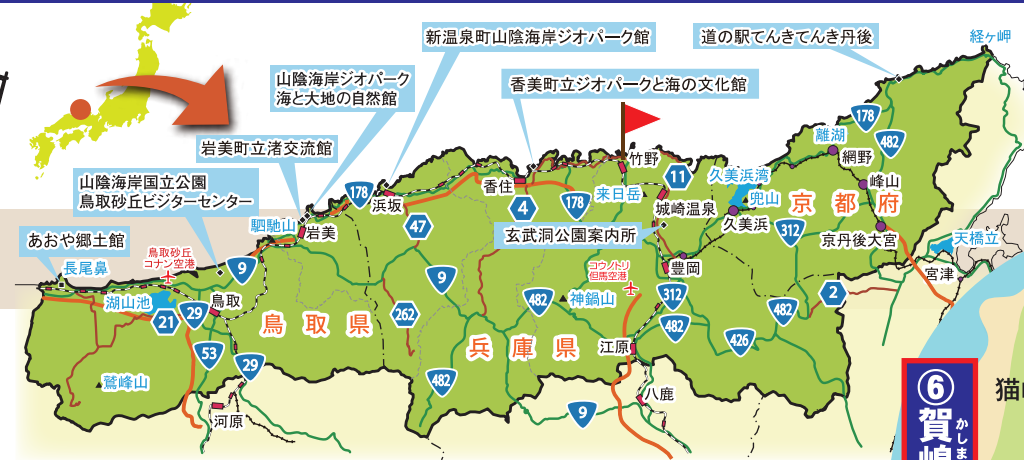 新温泉町山陰海岸ジオパーク館
道の駅てんきてんき丹後
経ヶ岬
山陰海岸ジオパーク
海と大地の自然館
香美町立ジオパークと海の文化館
岩美町立渚交流館
山陰海岸国立公園
鳥取砂丘ビジターセンター
あおや郷土館
長尾鼻
鳥取砂丘
コナン空港
湖山池
鳥取
駟馳山
岩美
浜坂
香住
竹野
来日岳
城崎温泉
久美浜湾
兜山
久美浜
離湖
網野
峰山
京都府
京丹後大宮
天橋立
宮津
玄武洞公園案内所
豊岡
コウノトリ
但馬空港
神鍋山
鳥取県
兵庫県
江原
八鹿
鷲峰山
河原
178
178
178
482
11
4
47
9
9
312
2
29
21
262
482
312
482
426
482
53
29
482
9
⑥賀嶋
かしま
猫